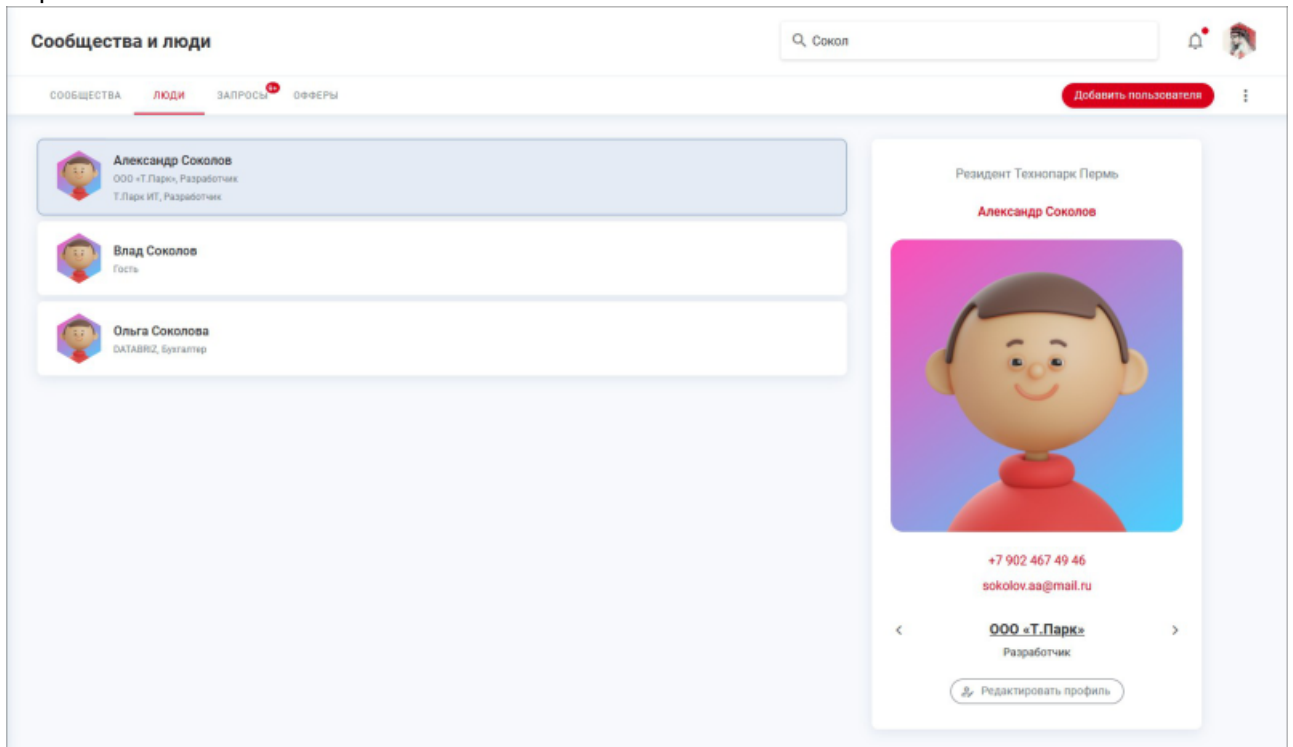 Сообщества и люди
Сокол
СООБЩЕСТВА ЛЮДИ ЗАПРОСЫ 9+ ОФФЕРЫ
Добавить пользователя
Александр Соколов
ООО «Т.Парк», Разработчик
Т.Парк ИТ, Разработчик
Влад Соколов
Гость
Ольга Соколова
DATABRIZ, Бухгалтер
Резидент Технопарк Пермь
Александр Соколов
+7 902 467 49 46
sokolov.aa@mail.ru
ООО «Т.Парк»
Разработчик
Редактировать профиль